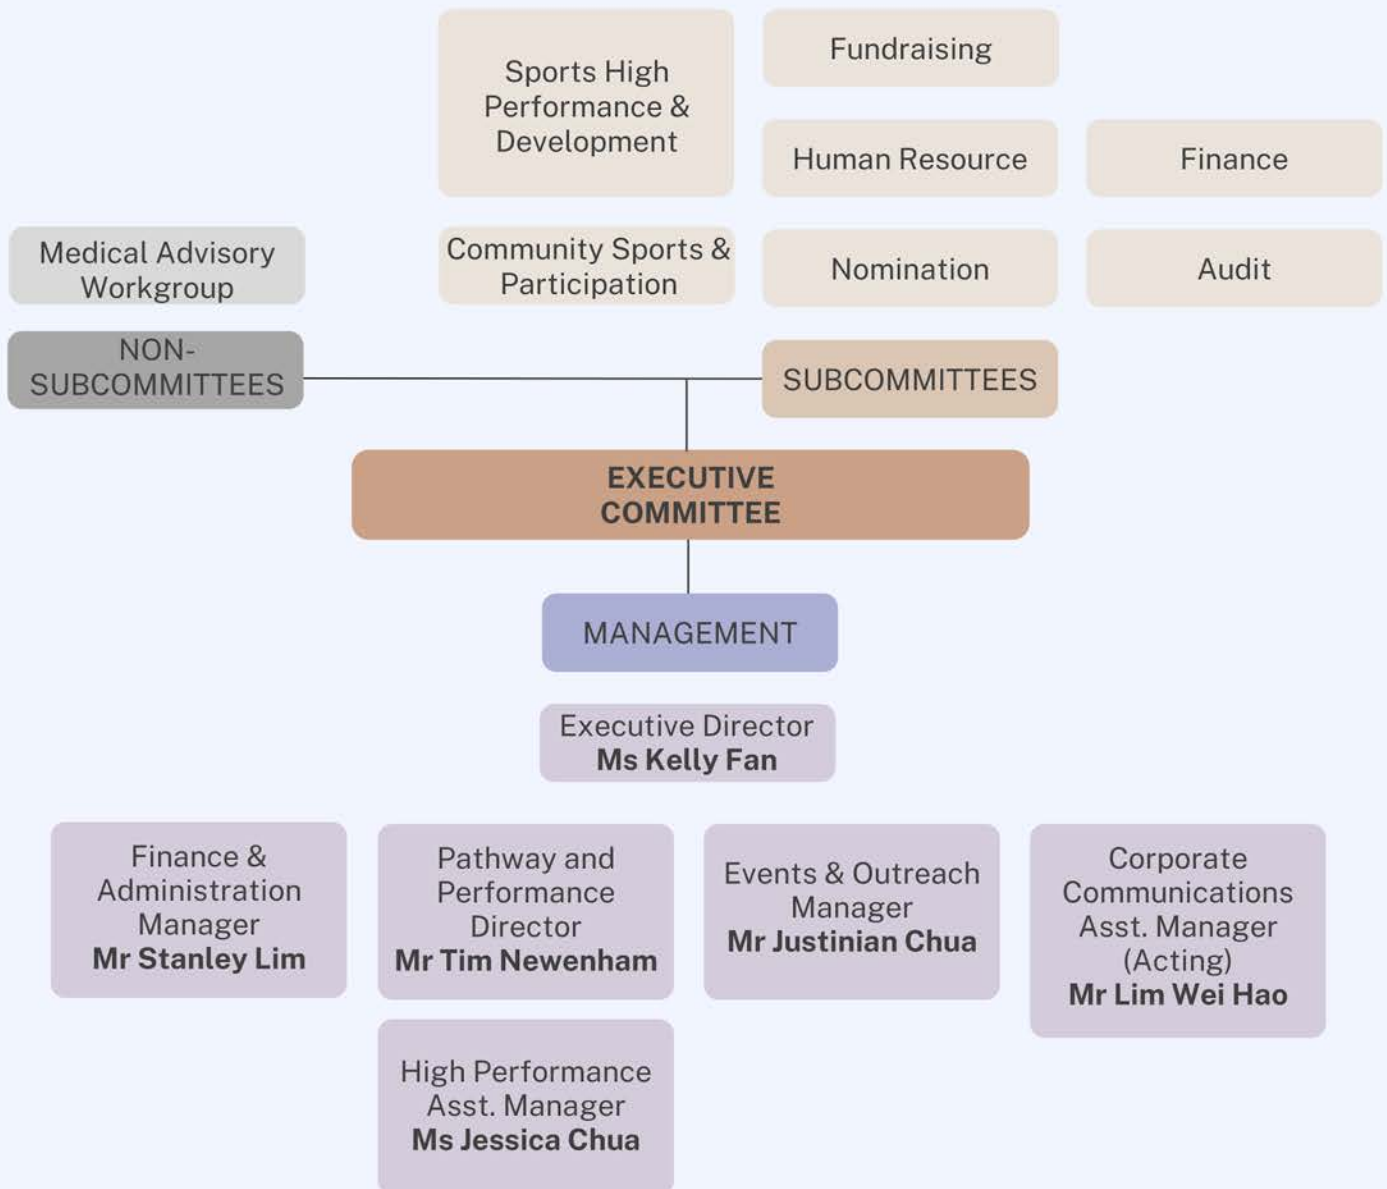 Sports High
Performance &
Development
Fundraising
Human Resource
Finance
Medical Advisory
Workgroup
Community Sports &
Participation
Nomination
Audit
NON-
SUBCOMMITTEES
SUBCOMMITTEES
EXECUTIVE
COMMITTEE
MANAGEMENT
Executive Director
Ms Kelly Fan
Finance &
Administration
Manager
Mr Stanley Lim
Pathway and
Performance
Director
Mr Tim Newenham
Events & Outreach
Manager
Mr Justinian Chua
Corporate
Communications
Asst. Manager
(Acting)
Mr Lim Wei Hao
High Performance
Asst. Manager
Ms Jessica Chua